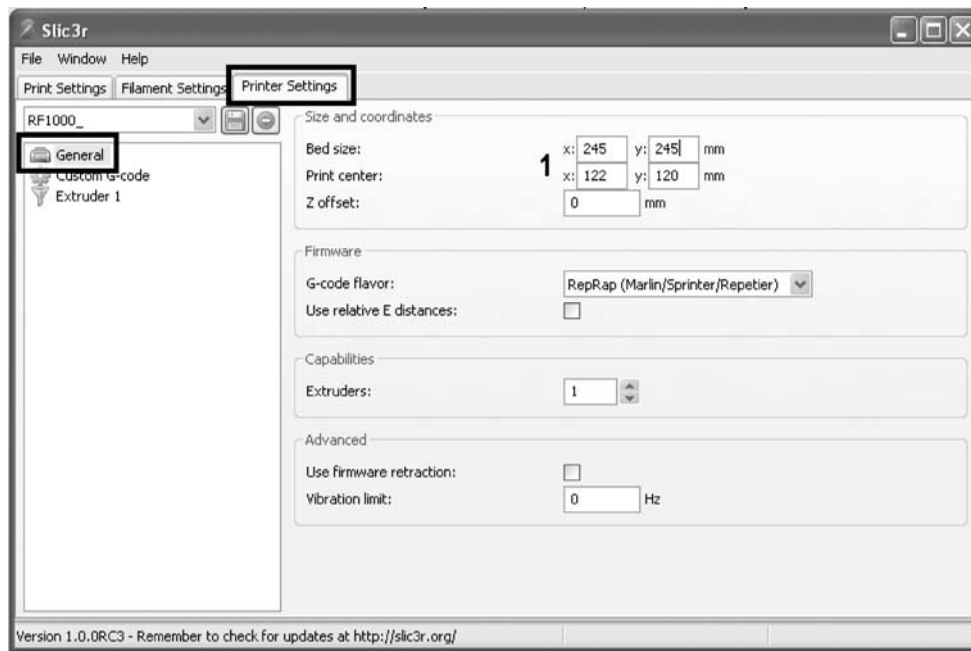 Slic3r
File Window Help
Print Settings Filament Settings Printer Settings
RF1000_
General
Custom G-code
Extruder 1
Size and coordinates
Bed size: x: 245 y: 245 mm
1
Print center: x: 122 y: 120 mm
Z offset: 0 mm
Firmware
G-code flavor: RepRap (Marlin/Sprinter/Repetier)
Use relative E distances:
Capabilities
Extruders: 1
Advanced
Use firmware retraction:
Vibration limit: 0 Hz
Version 1.0.0RC3 - Remember to check for updates at http://slic3r.org/